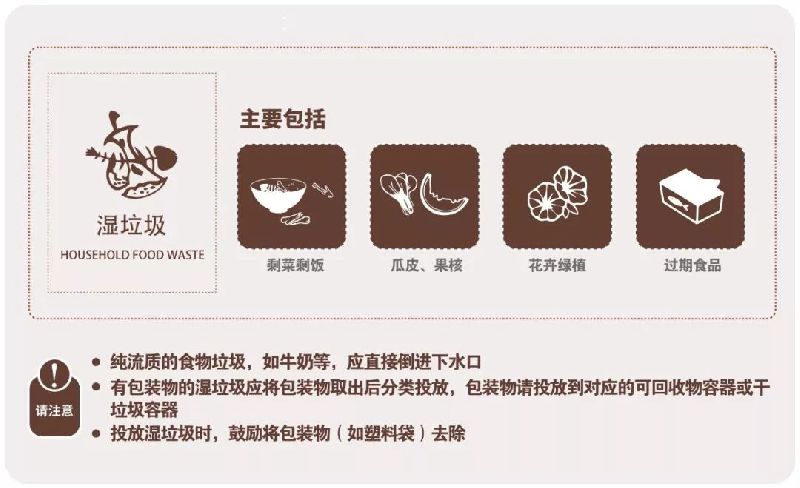 湿垃圾
HOUSEHOLD FOOD WASTE
主要包括
剩菜剩饭
瓜皮、果核
花卉绿植
过期食品
请注意
纯流质的食物垃圾，如牛奶等，应直接倒进下水口
有包装物的湿垃圾应将包装物取出后分类投放，包装物请投放到对应的可回收物容器或干
垃圾容器
投放湿垃圾时，鼓励将包装物（如塑料袋）去除